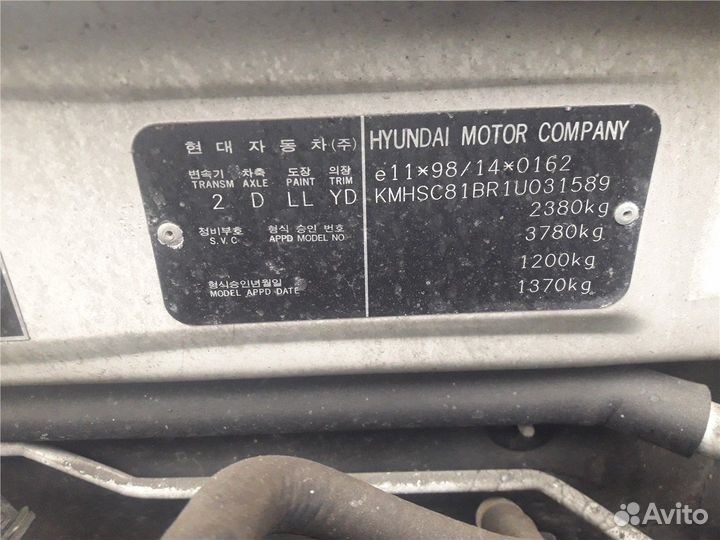 현대자동차(주)
변속기 차축 도장 의장
TRANSM AXLE PAINT TRIM
2 D LL YD
정비부호 형식 승인 번호
S.V.C APPD MODEL NO
형식승인년월일
MODEL APPD DATE
HYUNDAI MOTOR COMPANY
e11*98/14*0162
KMHSC81BR1U031589
2380kg
3780kg
1200kg
1370kg
Avito